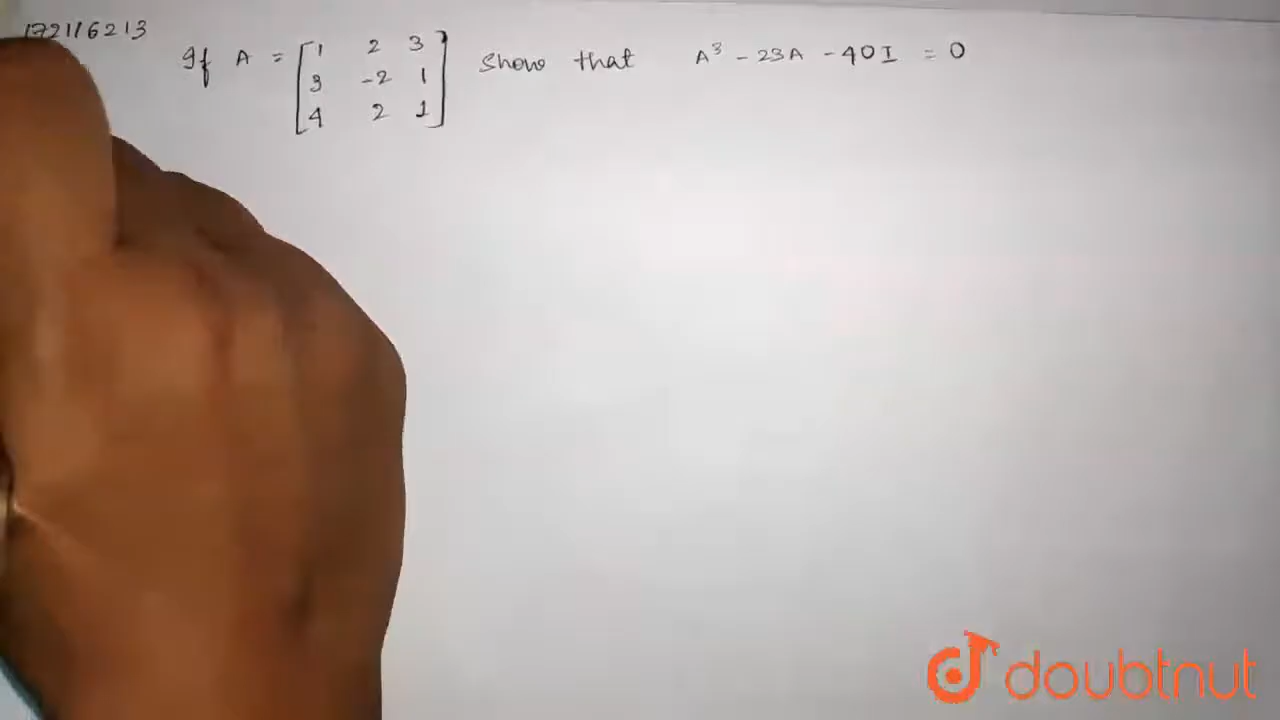 172116213
If A = [1 2 3] Show that A³ - 23A - 40I = 0
3 -2 1
4 2 1
doubtnut